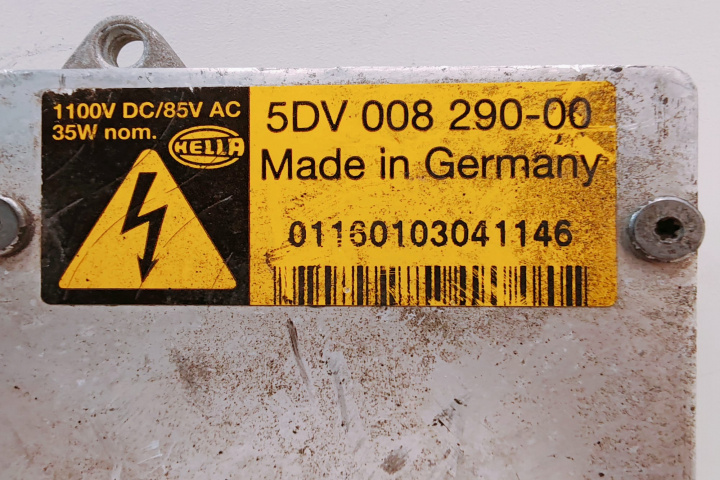 1100V DC/85V AC
35W nom.
HELLA
5DV 008 290-00
Made in Germany
01160103041146